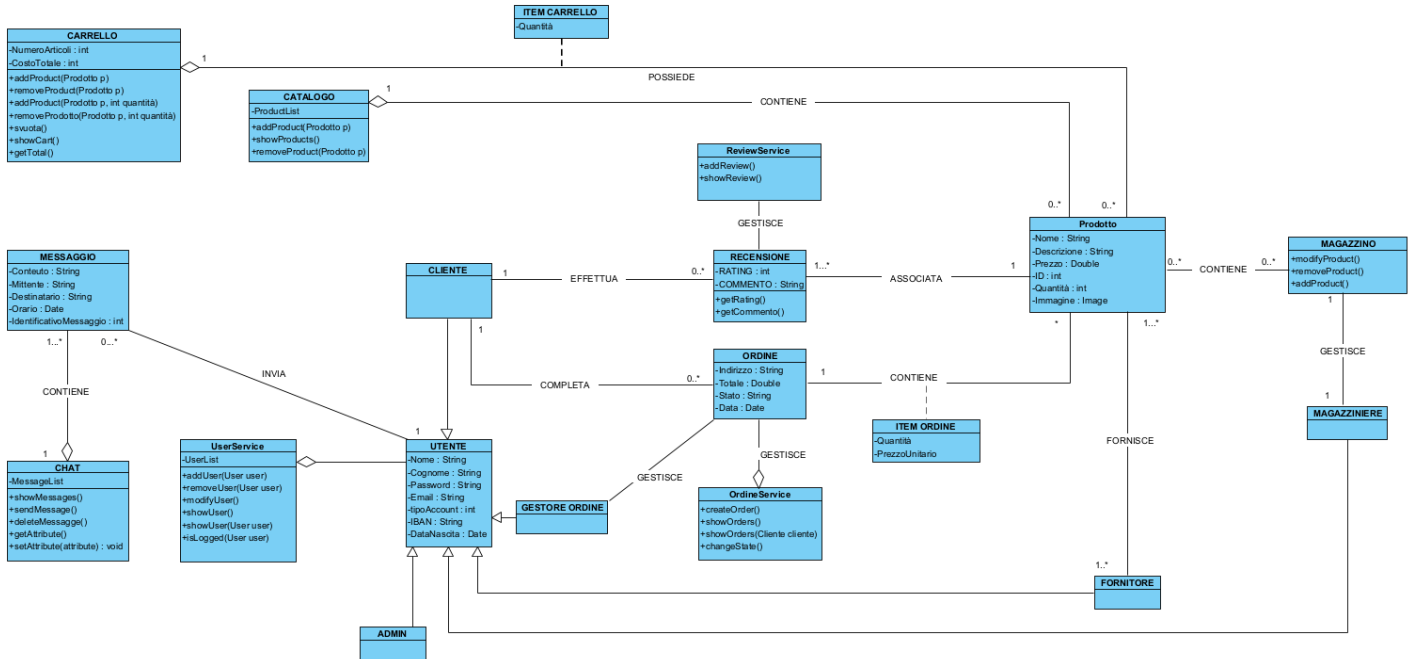 ITEM CARRELLO
-Quantità
CARRELLO
-NumeroArticoli : int
-CostoTotale : int
+addProduct(Prodotto p)
+removeProduct(Prodotto p)
+addProduct(Prodotto p, int quantità)
+removeProdotto(Prodotto p, int quantità)
+svuota()
+showCart()
+getTotal()
1
POSSIEDE
0..*
CATALOGO
-ProductList
+addProduct(Prodotto p)
+showProducts()
+removeProduct(Prodotto p)
1
CONTIENE
0..*
ReviewService
+addReview()
+showReview()
GESTISCE
Prodotto
-Nome : String
-Descrizione : String
-Prezzo : Double
-ID : int
-Quantità : int
-Immagine : Image
0..*
CONTIENE
0..*
MAGAZZINO
+modifyProduct()
+removeProduct()
+addProduct()
1
GESTISCE
1
MAGAZZINIERE
MESSAGGIO
-Conteuto : String
-Mittente : String
-Destinatario : String
-Orario : Date
-IdentificativoMessaggio : int
1...*
0...*
CONTIENE
INVIA
1
1
CLIENTE
1
EFFETTUA
0..*
RECENSIONE
-RATING : int
-COMMENTO : String
+getRating()
+getCommento()
1...*
ASSOCIATA
1
1
COMPLETA
0..*
ORDINE
-Indirizzo : String
-Totale : Double
-Stato : String
-Data : Date
1
CONTIENE
*
ITEM ORDINE
-Quantità
-PrezzoUnitario
1...*
FORNISCE
1..*
FORNITORE
CHAT
-MessageList
+showMessages()
+sendMessage()
+deleteMessagge()
+getAttribute()
+setAttribute(attribute) : void
UserService
-UserList
+addUser(User user)
+removeUser(User user)
+modifyUser()
+showUser()
+showUser(User user)
+isLogged(User user)
UTENTE
-Nome : String
-Cognome : String
-Password : String
-Email : String
-tipoAccount : int
-IBAN : String
-DataNascita : Date
GESTISCE
GESTORE ORDINE
GESTISCE
OrdineService
+createOrder()
+showOrders()
+showOrders(Cliente cliente)
+changeState()
ADMIN